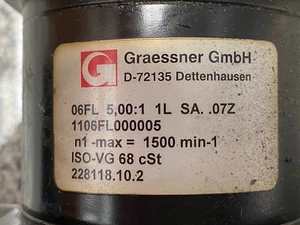 G Graessner GmbH
D-72135 Dettenhausen
06FL 5,00:1 1L SA. .07Z
1106FL000005
n1 -max = 1500 min-1
ISO-VG 68 cSt
228118.10.2